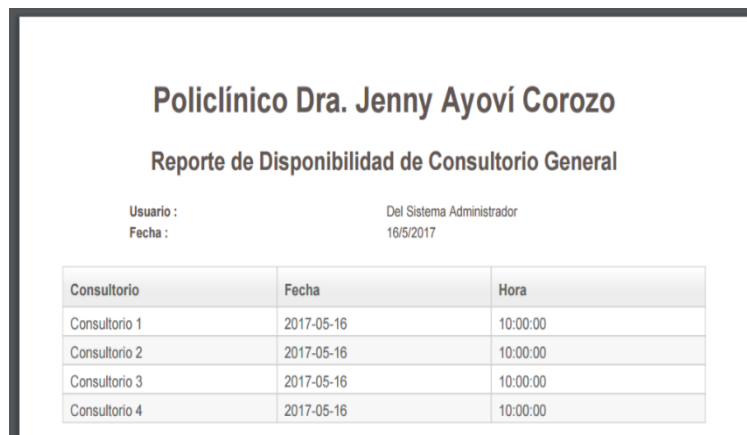 Policlínico Dra. Jenny Ayoví Corozo
Reporte de Disponibilidad de Consultorio General
Usuario : Del Sistema Administrador
Fecha : 16/5/2017
Consultorio Fecha Hora
Consultorio 1 2017-05-16 10:00:00
Consultorio 2 2017-05-16 10:00:00
Consultorio 3 2017-05-16 10:00:00
Consultorio 4 2017-05-16 10:00:00